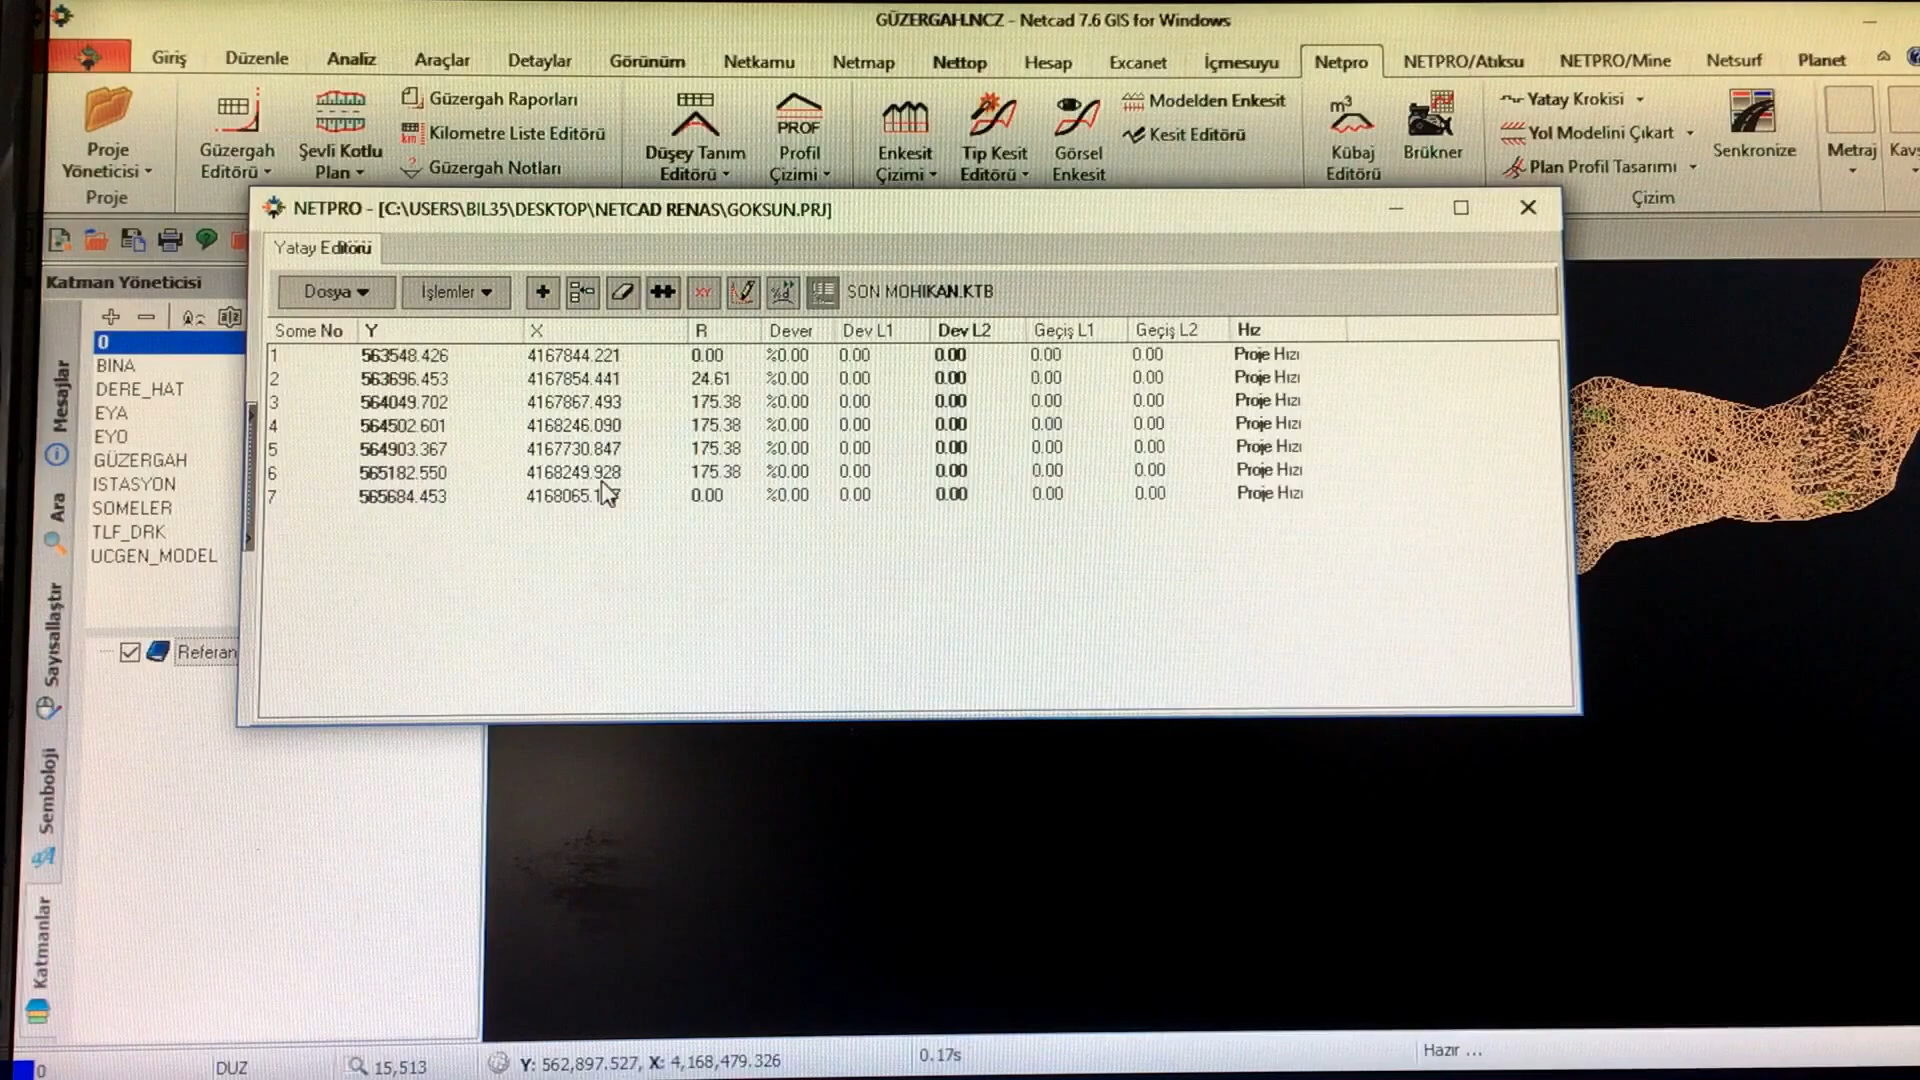 GÜZERGAH1.NCZ - Netcad 7.6 GIS for Windows
Giriş Düzenle Analiz Araçlar Detaylar Görünüm Netkamu Netmap Nettop Hesap Excanet İçmesuyu Netpro NETPRO/Atıksu NETPRO/Mine Netsurf Planet
Proje Yöneticisi
Proje
Güzergah Editörü
Şevli Kotlu Plan
Güzergah Raporları
Kilometre Liste Editörü
km
Güzergah Notları
Düşey Tanım Editörü
PROF
Profil Çizimi
Enkesit Çizimi
Tip Kesit Editörü
Görsel Enkesit
Modelden Enkesit
Kesit Editörü
m³
Kübaj Editörü
Brükner
Yatay Krokisi
Yol Modelini Çıkart
Plan Profil Tasarımı
Çizim
Senkronize
Metraj
NETPRO - [C:\USERS\BIL35\DESKTOP\NETCAD RENAS\GOKSUN.PRJ]
Yatay Editörü
Dosya İşlemler XY SON MOHIKAN.KTB
Some No Y X R Dever Dev L1 Dev L2 Geçiş L1 Geçiş L2 Hız
1 563548.426 4167844.221 0.00 %0.00 0.00 0.00 0.00 0.00 Proje Hızı
2 563696.453 4167854.441 24.61 %0.00 0.00 0.00 0.00 0.00 Proje Hızı
3 564049.702 4167867.493 175.38 %0.00 0.00 0.00 0.00 0.00 Proje Hızı
4 564502.601 4168246.090 175.38 %0.00 0.00 0.00 0.00 0.00 Proje Hızı
5 564903.367 4167730.847 175.38 %0.00 0.00 0.00 0.00 0.00 Proje Hızı
6 565182.550 4168249.928 175.38 %0.00 0.00 0.00 0.00 0.00 Proje Hızı
7 565684.453 0.00 %0.00 0.00 0.00 0.00 0.00 Proje Hızı
Katman Yöneticisi
0
BINA
DERE_HAT
EYA
EYO
GÜZERGAH
ISTASYON
SOMELER
TLF_DRK
UCGEN_MODEL
Referan
Mesajlar
Ara
Sayısallaştır
Semboloji
Katmanlar
0 DUZ 15,513 Y: 562,897.527, X: 4,168,479.326 0.17s Hazır ...